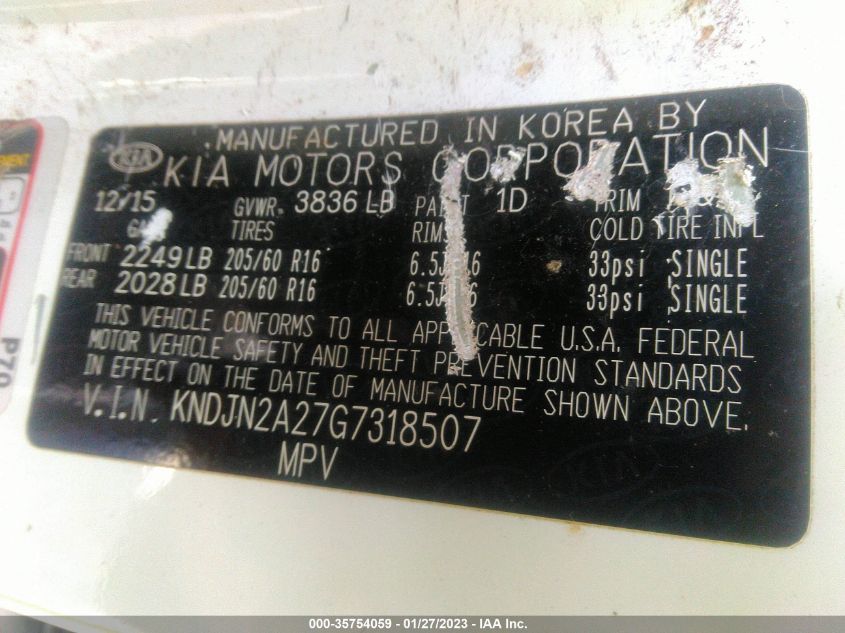 MANUFACTURED IN KOREA BY
KIA KIA MOTORS CORPORATION
12/15 GVWR: 3836 LB 1D TRIM
TIRES RIMS COLD TIRE INFL
FRONT 2249 LB 205/60 R16 33psi SINGLE
REAR 2028 LB 205/60 R16 33psi SINGLE
THIS VEHICLE CONFORMS TO ALL APPLICABLE U.S.A. FEDERAL
MOTOR VEHICLE SAFETY AND THEFT PREVENTION STANDARDS
IN EFFECT ON THE DATE OF MANUFACTURE SHOWN ABOVE.
V.I.N. KNDJN2A27G7318507
MPV
P70
000-35754059 - 01/27/2023 - IAA Inc.